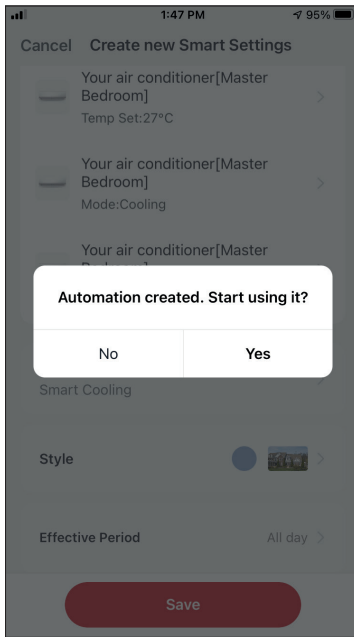 1:47 PM
95%
Cancel Create new Smart Settings
Your air conditioner[Master
Bedroom]
Temp Set:27°C
Your air conditioner[Master
Bedroom]
Mode:Cooling
Your air conditioner[Master
Automation created. Start using it?
No Yes
Smart Cooling
Style
Effective Period All day
Save